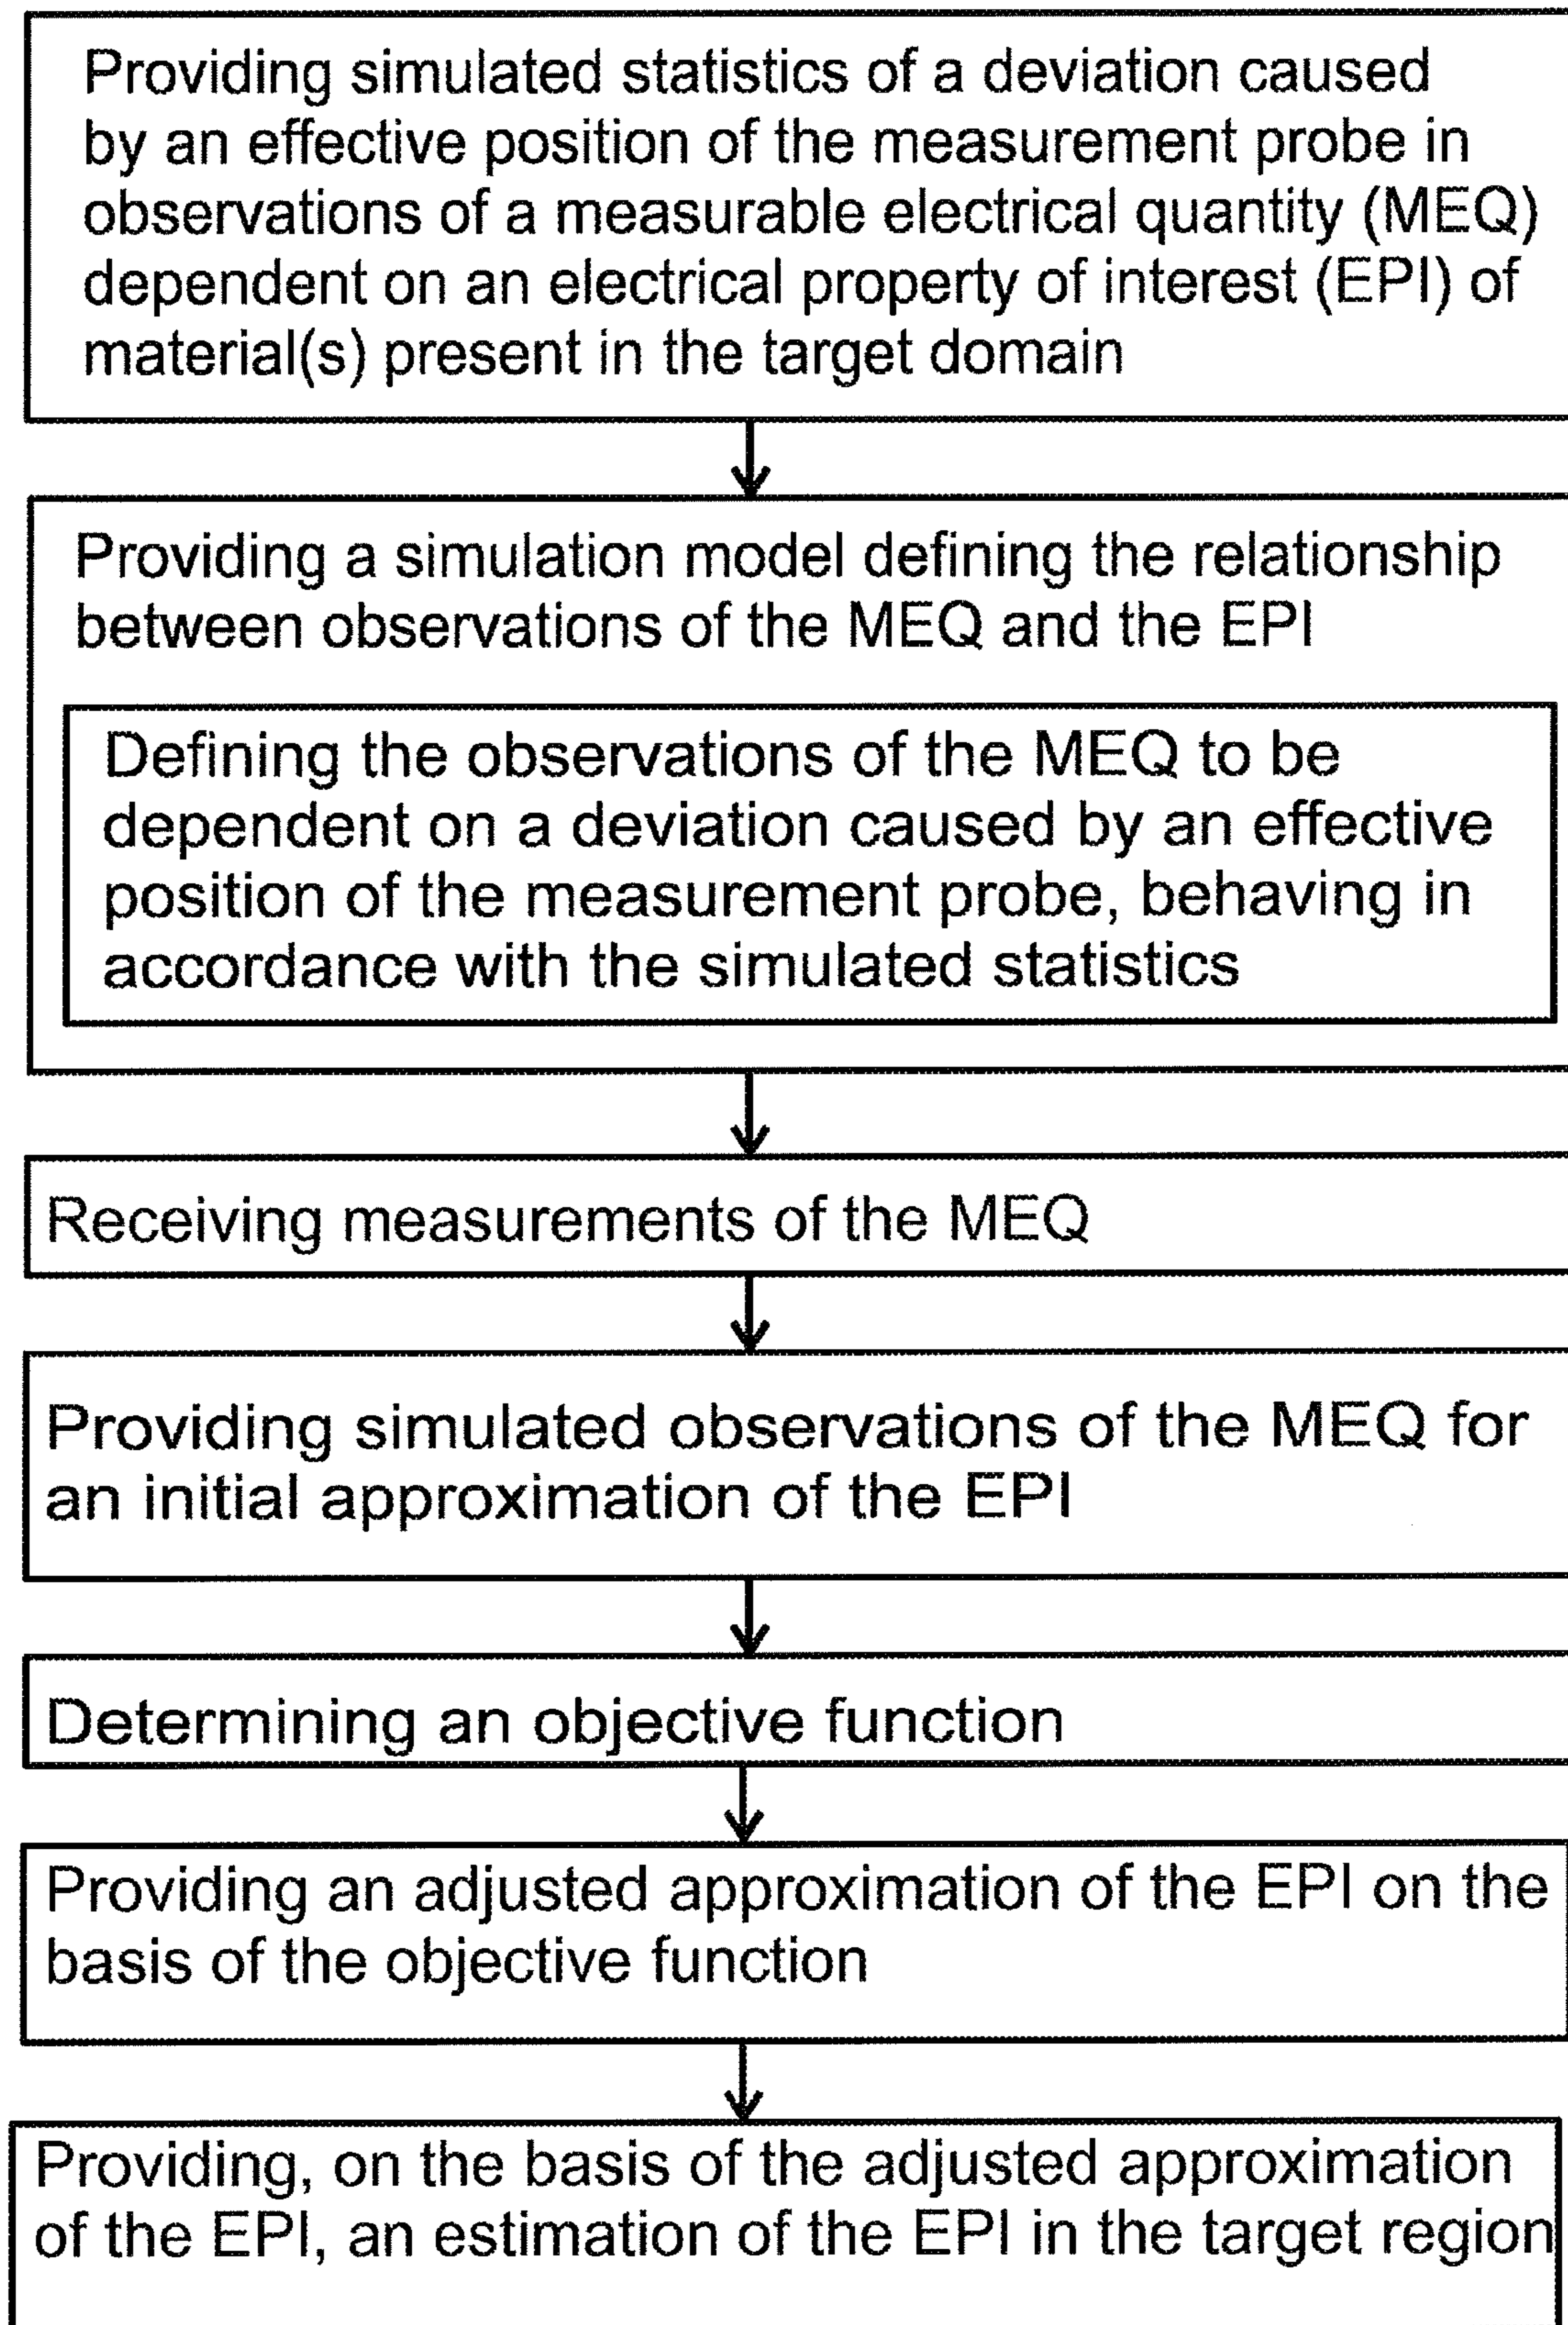 Providing simulated statistics of a deviation caused
by an effective position of the measurement probe in
observations of a measurable electrical quantity (MEQ)
dependent on an electrical property of interest (EPI) of
material(s) present in the target domain
Providing a simulation model defining the relationship
between observations of the MEQ and the EPI
Defining the observations of the MEQ to be
dependent on a deviation caused by an effective
position of the measurement probe, behaving in
accordance with the simulated statistics
Receiving measurements of the MEQ
Providing simulated observations of the MEQ for
an initial approximation of the EPI
Determining an objective function
Providing an adjusted approximation of the EPI on the
basis of the objective function
Providing, on the basis of the adjusted approximation
of the EPI, an estimation of the EPI in the target region